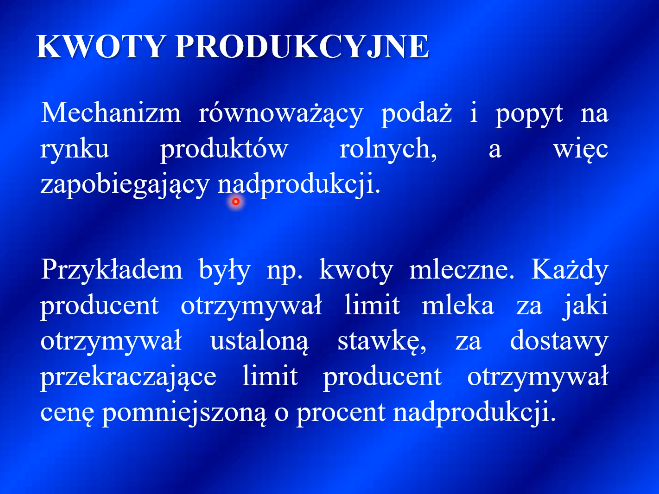 KWOTY PRODUKCYJNE
Mechanizm równoważący podaż i popyt na
rynku produktów rolnych, a więc
zapobiegający nadprodukcji.
Przykładem były np. kwoty mleczne. Każdy
producent otrzymywał limit mleka za jaki
otrzymywał ustaloną stawkę, za dostawy
przekraczające limit producent otrzymywał
cenę pomniejszoną o procent nadprodukcji.